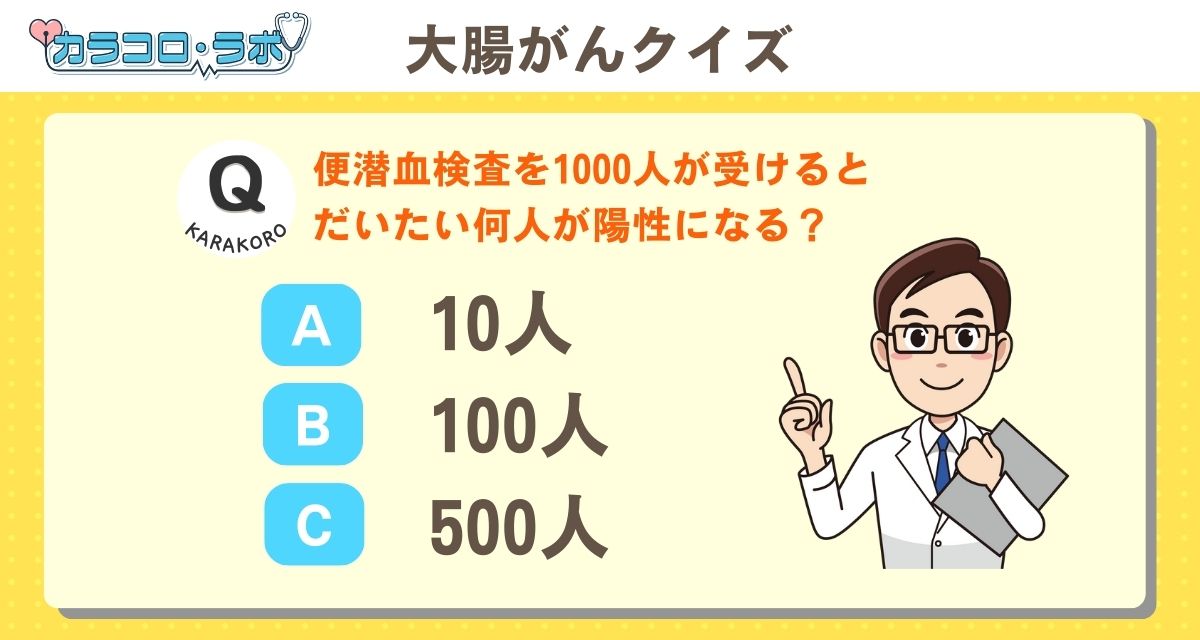 カラコロ・ラボ
大腸がんクイズ
Q
KARAKORO
便潜血検査を1000人が受けると
だいたい何人が陽性になる？
A 10人
B 100人
C 500人